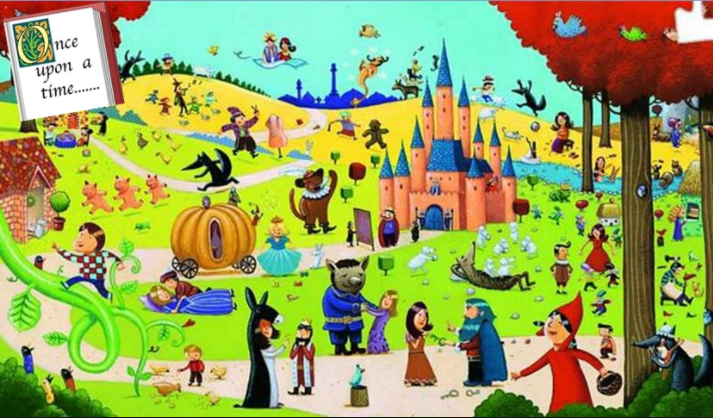 Once
upon a
time.......